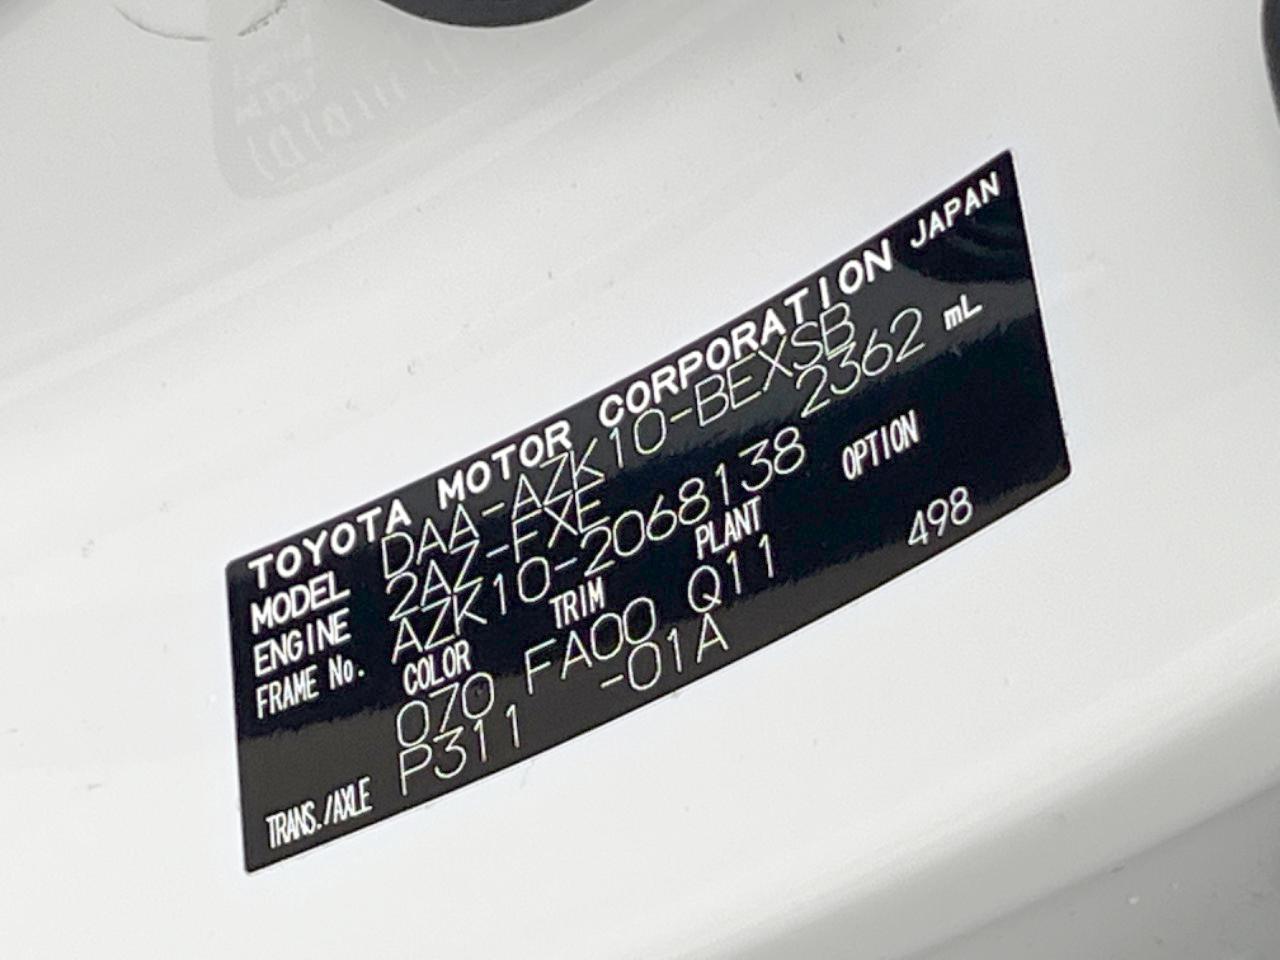 TOYOTA MOTOR CORPORATION JAPAN
MODEL DAA-AZK10-BEXSB
ENGINE 2AZ-FXE 2362 mL
FRAME No. AZK10-2068138
COLOR TRIM PLANT OPTION
070 FA00 Q11 498
TRANS./AXLE P311 -01A